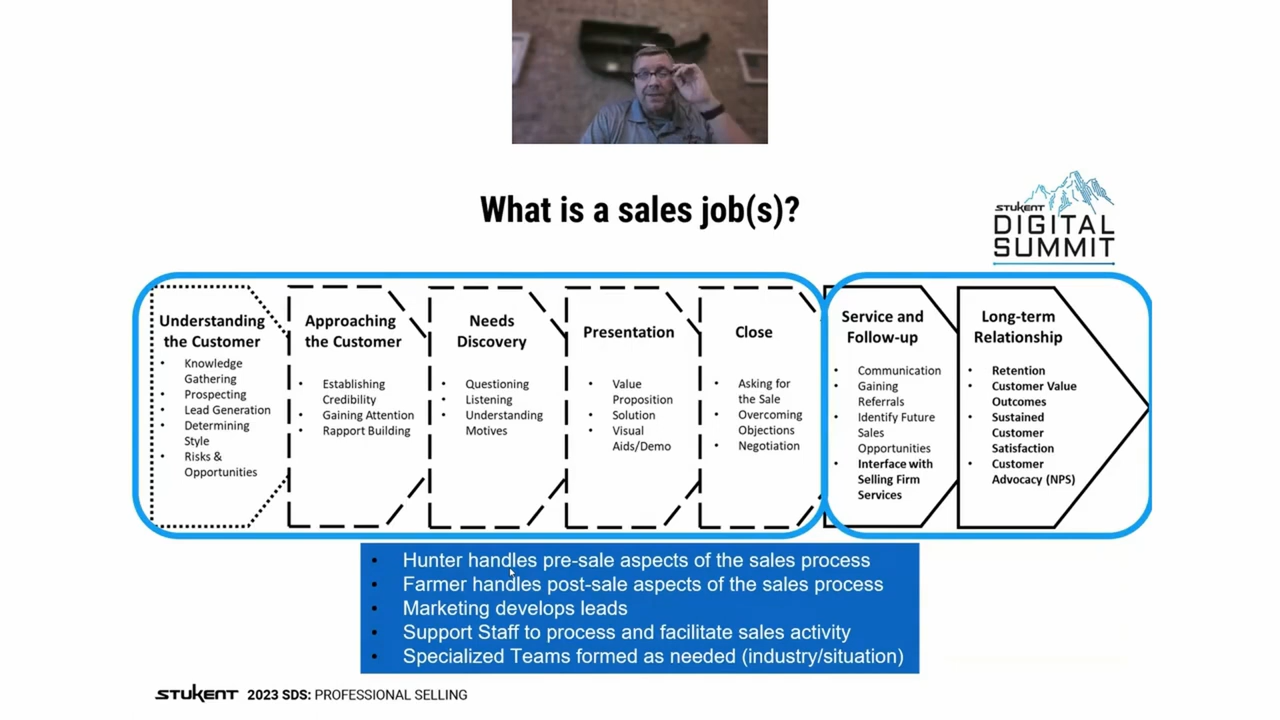 What is a sales job(s)?
STUKENT
DIGITAL
SUMMIT
Understanding
the Customer
• Knowledge
Gathering
• Prospecting
• Lead Generation
• Determining
Style
• Risks &
Opportunities
Approaching
the Customer
• Establishing
Credibility
• Gaining Attention
• Rapport Building
Needs
Discovery
• Questioning
• Listening
• Understanding
Motives
Presentation
• Value
Proposition
• Solution
• Visual
Aids/Demo
Close
• Asking for
the Sale
• Overcoming
Objections
• Negotiation
Service and
Follow-up
• Communication
• Gaining
Referrals
• Identify Future
Sales
Opportunities
• Interface with
Selling Firm
Services
Long-term
Relationship
• Retention
• Customer Value
Outcomes
• Sustained
Customer
Satisfaction
• Customer
Advocacy (NPS)
• Hunter handles pre-sale aspects of the sales process
• Farmer handles post-sale aspects of the sales process
• Marketing develops leads
• Support Staff to process and facilitate sales activity
• Specialized Teams formed as needed (industry/situation)
STUKENT 2023 SDS: PROFESSIONAL SELLING